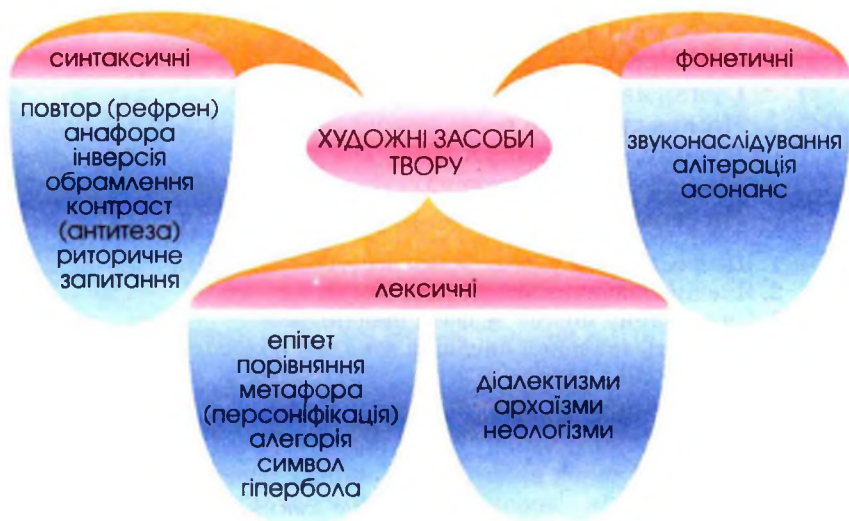 ХУДОЖНІ ЗАСОБИ
ТВОРУ
синтаксичні
повтор (рефрен)
анафора
інверсія
обрамлення
контраст
(антитеза)
риторичне
запитання
фонетичні
звуконаслідування
алітерація
асонанс
лексичні
епітет
порівняння
метафора
(персоніфікація)
алегорія
символ
гіпербола
діалектизми
архаїзми
неологізми